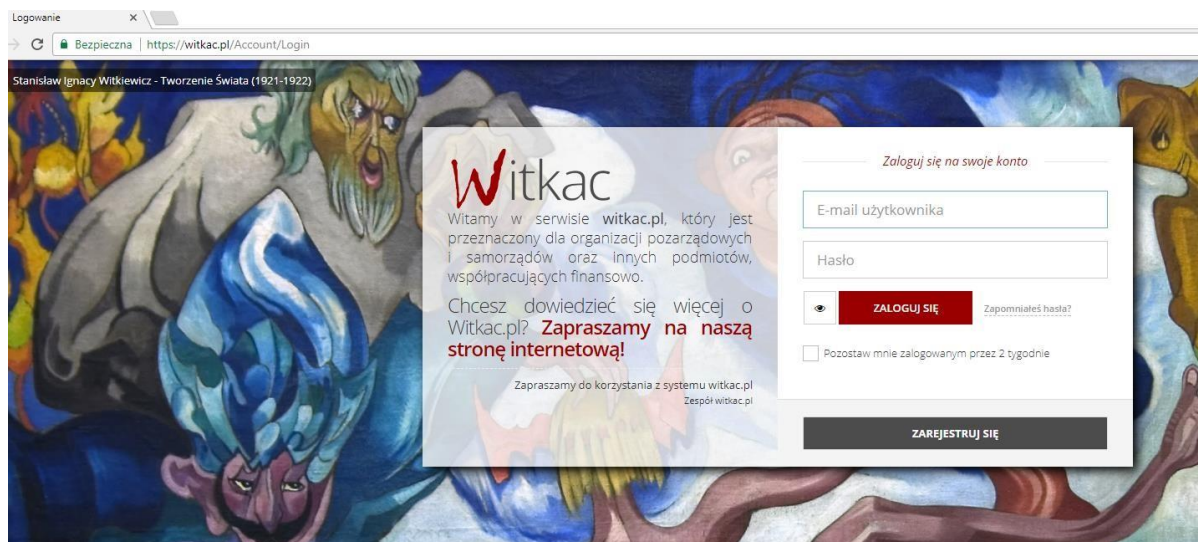 Logowanie
Bezpieczna | https://witkac.pl/Account/Login
Stanisław Ignacy Witkiewicz - Tworzenie Świata (1921-1922)
Witkac
Witamy w serwisie witkac.pl, który jest
przeznaczony dla organizacji pozarządowych
i samorządów oraz innych podmiotów,
współpracujących finansowo.
Chcesz dowiedzieć się więcej o
Witkac.pl? Zapraszamy na naszą
stronę internetową!
Zapraszamy do korzystania z systemu witkac.pl
Zespół witkac.pl
Zaloguj się na swoje konto
E-mail użytkownika
Hasło
ZALOGUJ SIĘ
Zapomniałeś hasła?
Pozostaw mnie zalogowanym przez 2 tygodnie
ZAREJESTRUJ SIĘ